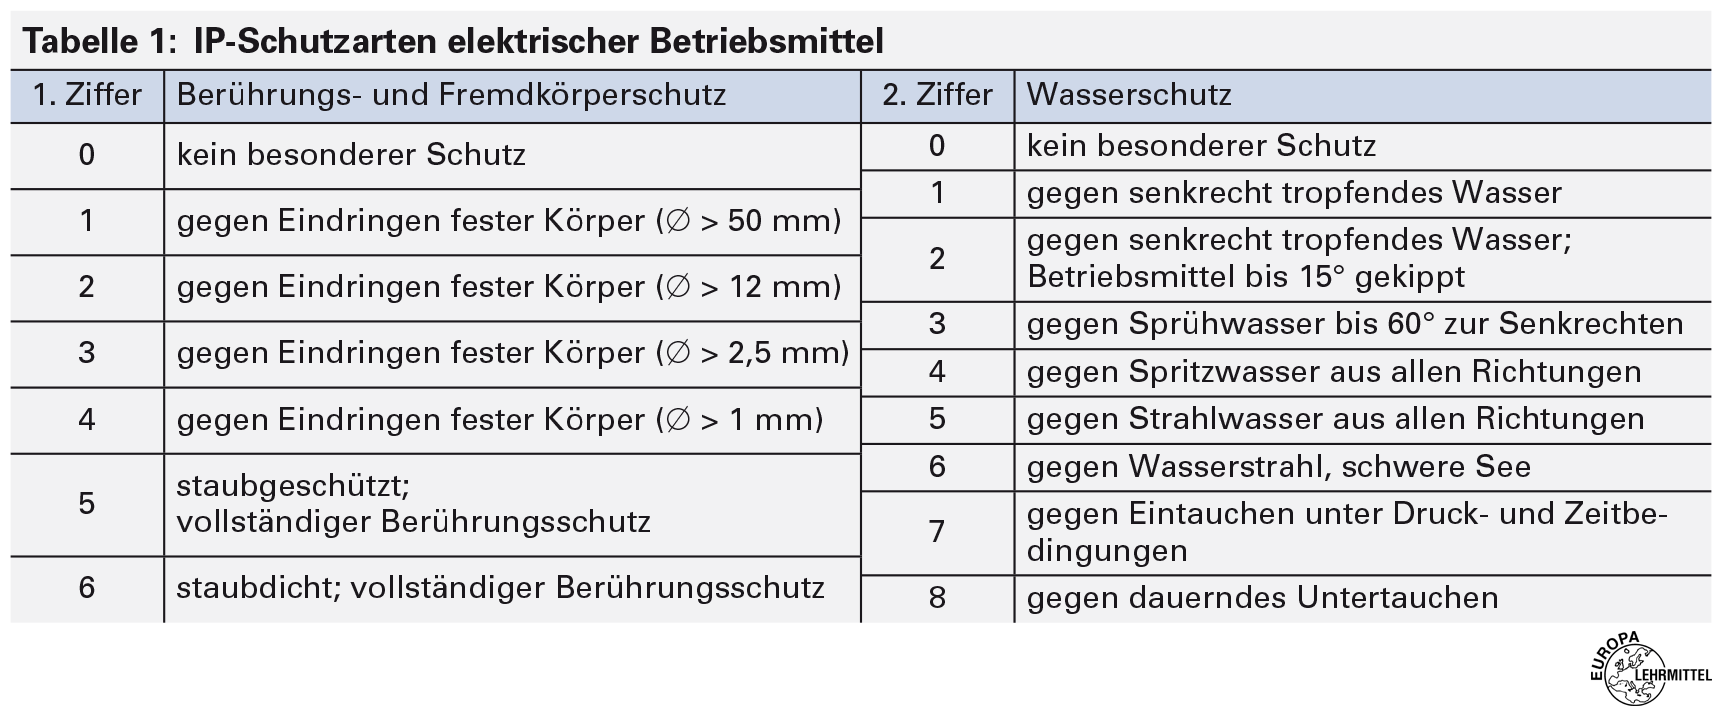 Tabelle 1: IP-Schutzarten elektrischer Betriebsmittel
1. Ziffer Berührungs- und Fremdkörperschutz 2. Ziffer Wasserschutz
0 kein besonderer Schutz
1 gegen Eindringen fester Körper (∅ > 50 mm)
2 gegen Eindringen fester Körper (∅ > 12 mm)
3 gegen Eindringen fester Körper (∅ > 2,5 mm)
4 gegen Eindringen fester Körper (∅ > 1 mm)
5 staubgeschützt;
vollständiger Berührungsschutz
6 staubdicht; vollständiger Berührungsschutz
0 kein besonderer Schutz
1 gegen senkrecht tropfendes Wasser
2 gegen senkrecht tropfendes Wasser;
Betriebsmittel bis 15° gekippt
3 gegen Sprühwasser bis 60° zur Senkrechten
4 gegen Spritzwasser aus allen Richtungen
5 gegen Strahlwasser aus allen Richtungen
6 gegen Wasserstrahl, schwere See
7 gegen Eintauchen unter Druck- und Zeitbe-
dingungen
8 gegen dauerndes Untertauchen
EUROPA
LEHRMITTEL